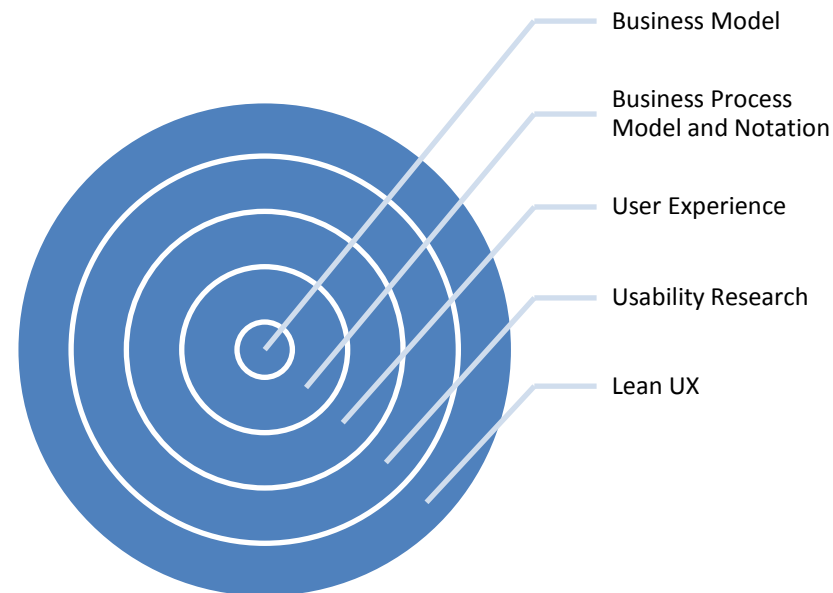 Business Model
Business Process
Model and Notation
User Experience
Usability Research
Lean UX